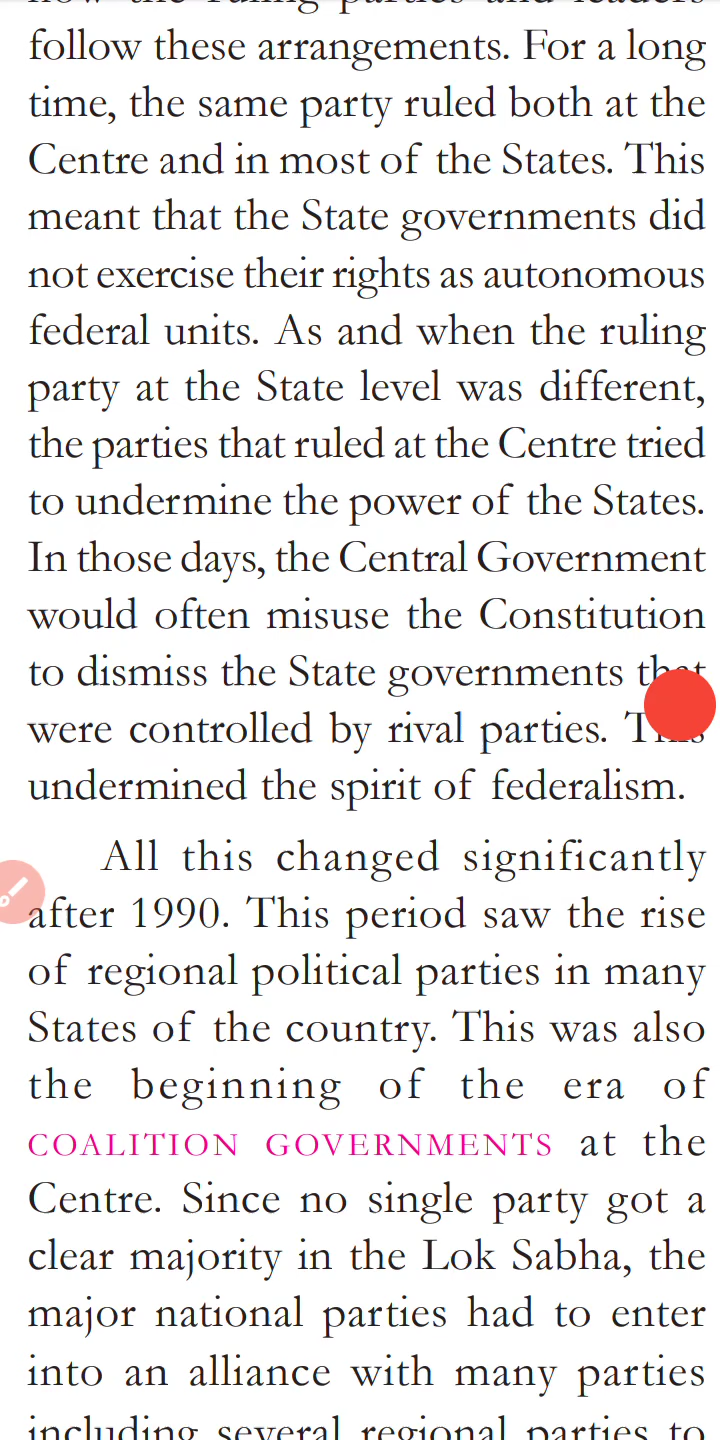 follow these arrangements. For a long
time, the same party ruled both at the
Centre and in most of the States. This
meant that the State governments did
not exercise their rights as autonomous
federal units. As and when the ruling
party at the State level was different,
the parties that ruled at the Centre tried
to undermine the power of the States.
In those days, the Central Government
would often misuse the Constitution
to dismiss the State governments that
were controlled by rival parties. This
undermined the spirit of federalism.
All this changed significantly
after 1990. This period saw the rise
of regional political parties in many
States of the country. This was also
the beginning of the era of
COALITION GOVERNMENTS at the
Centre. Since no single party got a
clear majority in the Lok Sabha, the
major national parties had to enter
into an alliance with many parties
including several regional parties to